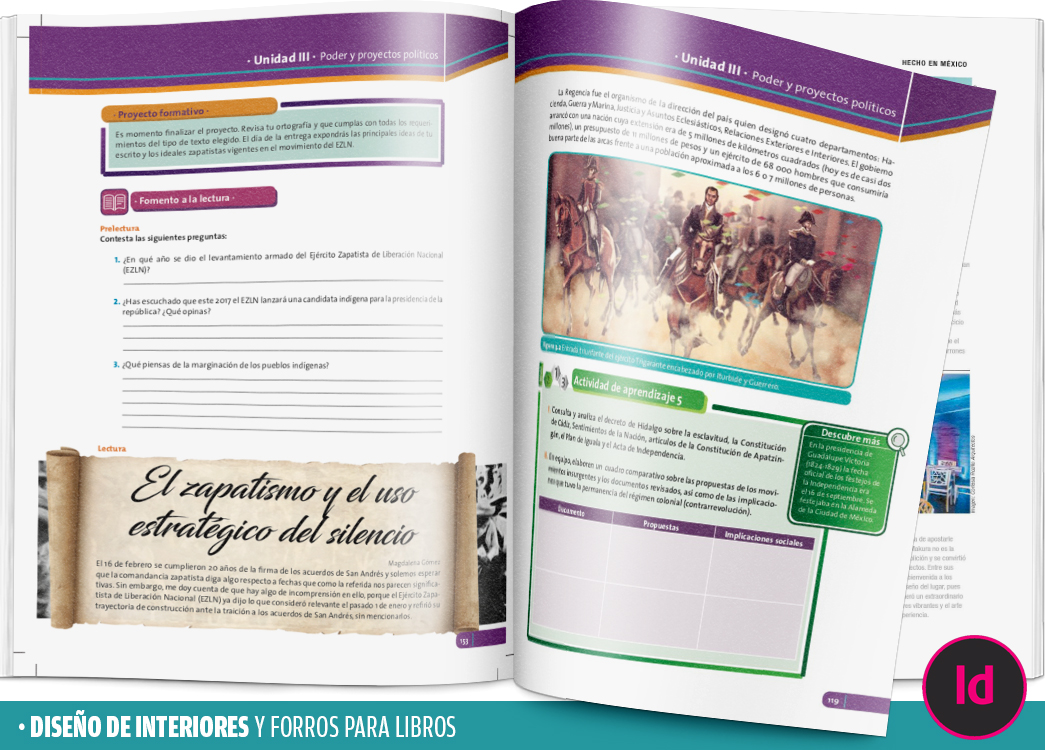 · Unidad III · Poder y proyectos políticos
· Proyecto formativo ·
Es momento finalizar el proyecto. Revisa tu ortografía y que cumplas con todas los requeri-
mientos del tipo de texto elegido. El día de la entrega expondrás las principales ideas de tu
escrito y los ideales zapatistas vigentes en el movimiento del EZLN.
· Fomento a la lectura ·
Prelectura
Contesta las siguientes preguntas:
1. ¿En qué año se dio el levantamiento armado del Ejército Zapatista de Liberación Nacional
(EZLN)?
2. ¿Has escuchado que este 2017 el EZLN lanzará una candidata indígena para la presidencia de la
república? ¿Qué opinas?
3. ¿Qué piensas de la marginación de los pueblos indígenas?
Lectura
El zapatismo y el uso
estratégico del silencio
Magdalena Gómez
El 16 de febrero se cumplieron 20 años de la firma de los acuerdos de San Andrés y solemos esperar
que la comandancia zapatista diga algo respecto a fechas que como la referida nos parecen significa-
tivas. Sin embargo, me doy cuenta de que hay algo de incomprensión en ello, porque el Ejército Zapa-
tista de Liberación Nacional (EZLN) ya dijo lo que consideró relevante el pasado 1 de enero y refirió su
trayectoria de construcción ante la traición a los acuerdos de San Andrés, sin mencionarlos.
153
· Unidad III · Poder y proyectos políticos
La Regencia fue el organismo de la dirección del país quien designó cuatro departamentos: Ha-
cienda, Guerra y Marina, Justicia y Asuntos Eclesiásticos, Relaciones Exteriores e Interiores. El gobierno
arrancó con una nación cuya extensión era de 5 millones de kilómetros cuadrados (hoy es de casi dos
millones), un presupuesto de 11 millones de pesos y un ejército de 68 000 hombres que consumiría
buena parte de las arcas frente a una población aproximada a los 6 o 7 millones de personas.
Entrada triunfante del ejército Trigarante encabezado por Iturbide y Guerrero.
Actividad de aprendizaje 5
I. Consulta y analiza el decreto de Hidalgo sobre la esclavitud, la Constitución
de Cádiz, Sentimientos de la Nación, artículos de la Constitución de Apatzin-
gán, el Plan de Iguala y el Acta de Independencia.
II. En equipo, elaboren un cuadro comparativo sobre las propuestas de los movi-
mientos insurgentes y los documentos revisados, así como de las implicacio-
nes que tuvo la permanencia del régimen colonial (contrarrevolución).
Documento
Propuestas
Implicaciones sociales
Descubre más
En la presidencia de
Guadalupe Victoria
(1824-1829) la fecha
oficial de los festejos de
la Independencia era
el 16 de septiembre. Se
festejaba en la Alameda
de la Ciudad de México.
119
HECHO EN MÉXICO
Id
· DISEÑO DE INTERIORES Y FORROS PARA LIBROS